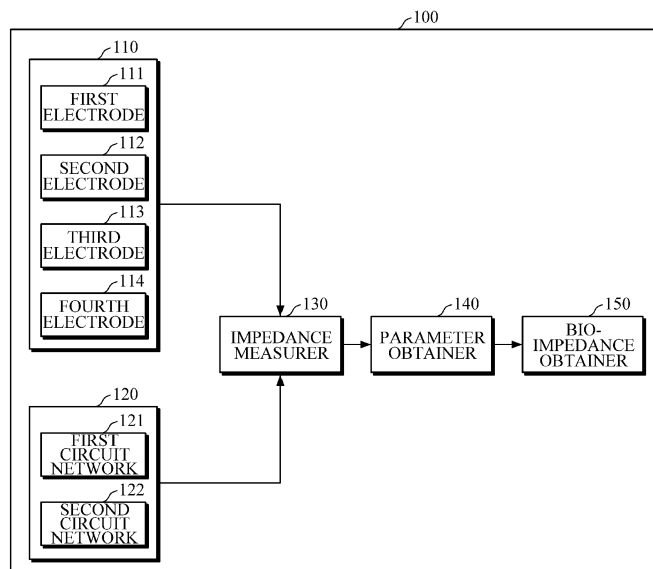 100
110
111
FIRST
ELECTRODE
112
SECOND
ELECTRODE
113
THIRD
ELECTRODE
114
FOURTH
ELECTRODE
130
IMPEDANCE
MEASURER
140
PARAMETER
OBTAINER
150
BIO-
IMPEDANCE
OBTAINER
120
121
FIRST
CIRCUIT
NETWORK
122
SECOND
CIRCUIT
NETWORK